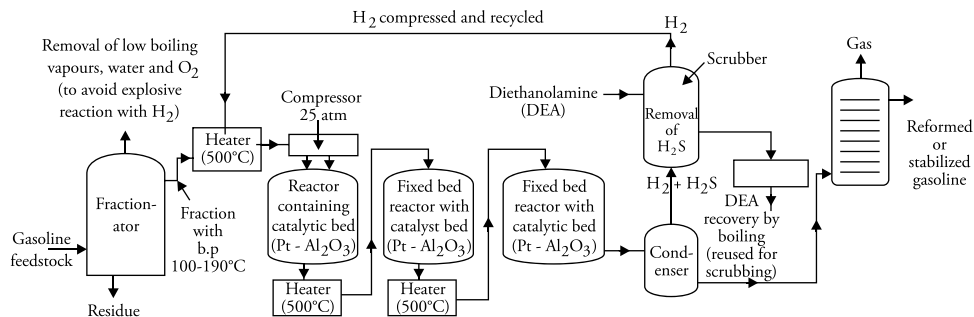 H2 compressed and recycled
H2
Removal of low boiling
vapours, water and O2
(to avoid explosive
reaction with H2)
Scrubber
Gas
Compressor
25 atm
Diethanolamine
(DEA)
Heater
(500°C)
Removal
of
H2S
Reformed
or
stabilized
gasoline
Fraction-
ator
Fraction
with
b.p
100-190°C
Gasoline
feedstock
Residue
Reactor
containing
catalytic bed
(Pt - Al2O3)
Heater
(500°C)
Fixed bed
reactor with
catalyst bed
(Pt - Al2O3)
Heater
(500°C)
Fixed bed
reactor with
catalytic bed
(Pt - Al2O3)
H2 + H2S
Cond-
enser
DEA
recovery by
boiling
(reused for
scrubbing)